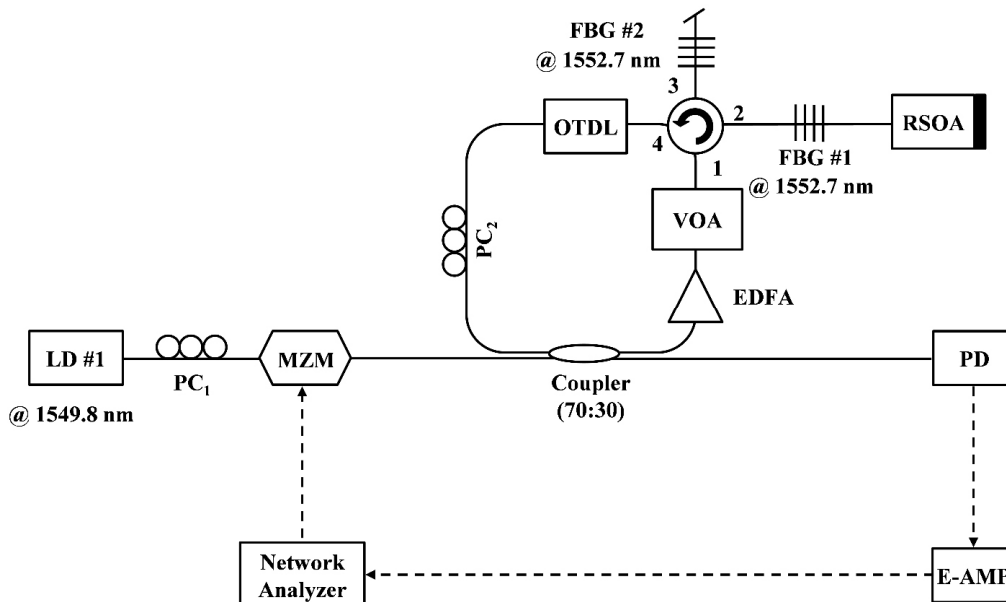 FBG #2
@ 1552.7 nm
3
OTDL
4
2
1
RSOA
FBG #1
@ 1552.7 nm
VOA
PC2
EDFA
LD #1
PC1
MZM
Coupler
(70:30)
PD
@ 1549.8 nm
Network
Analyzer
E-AMP